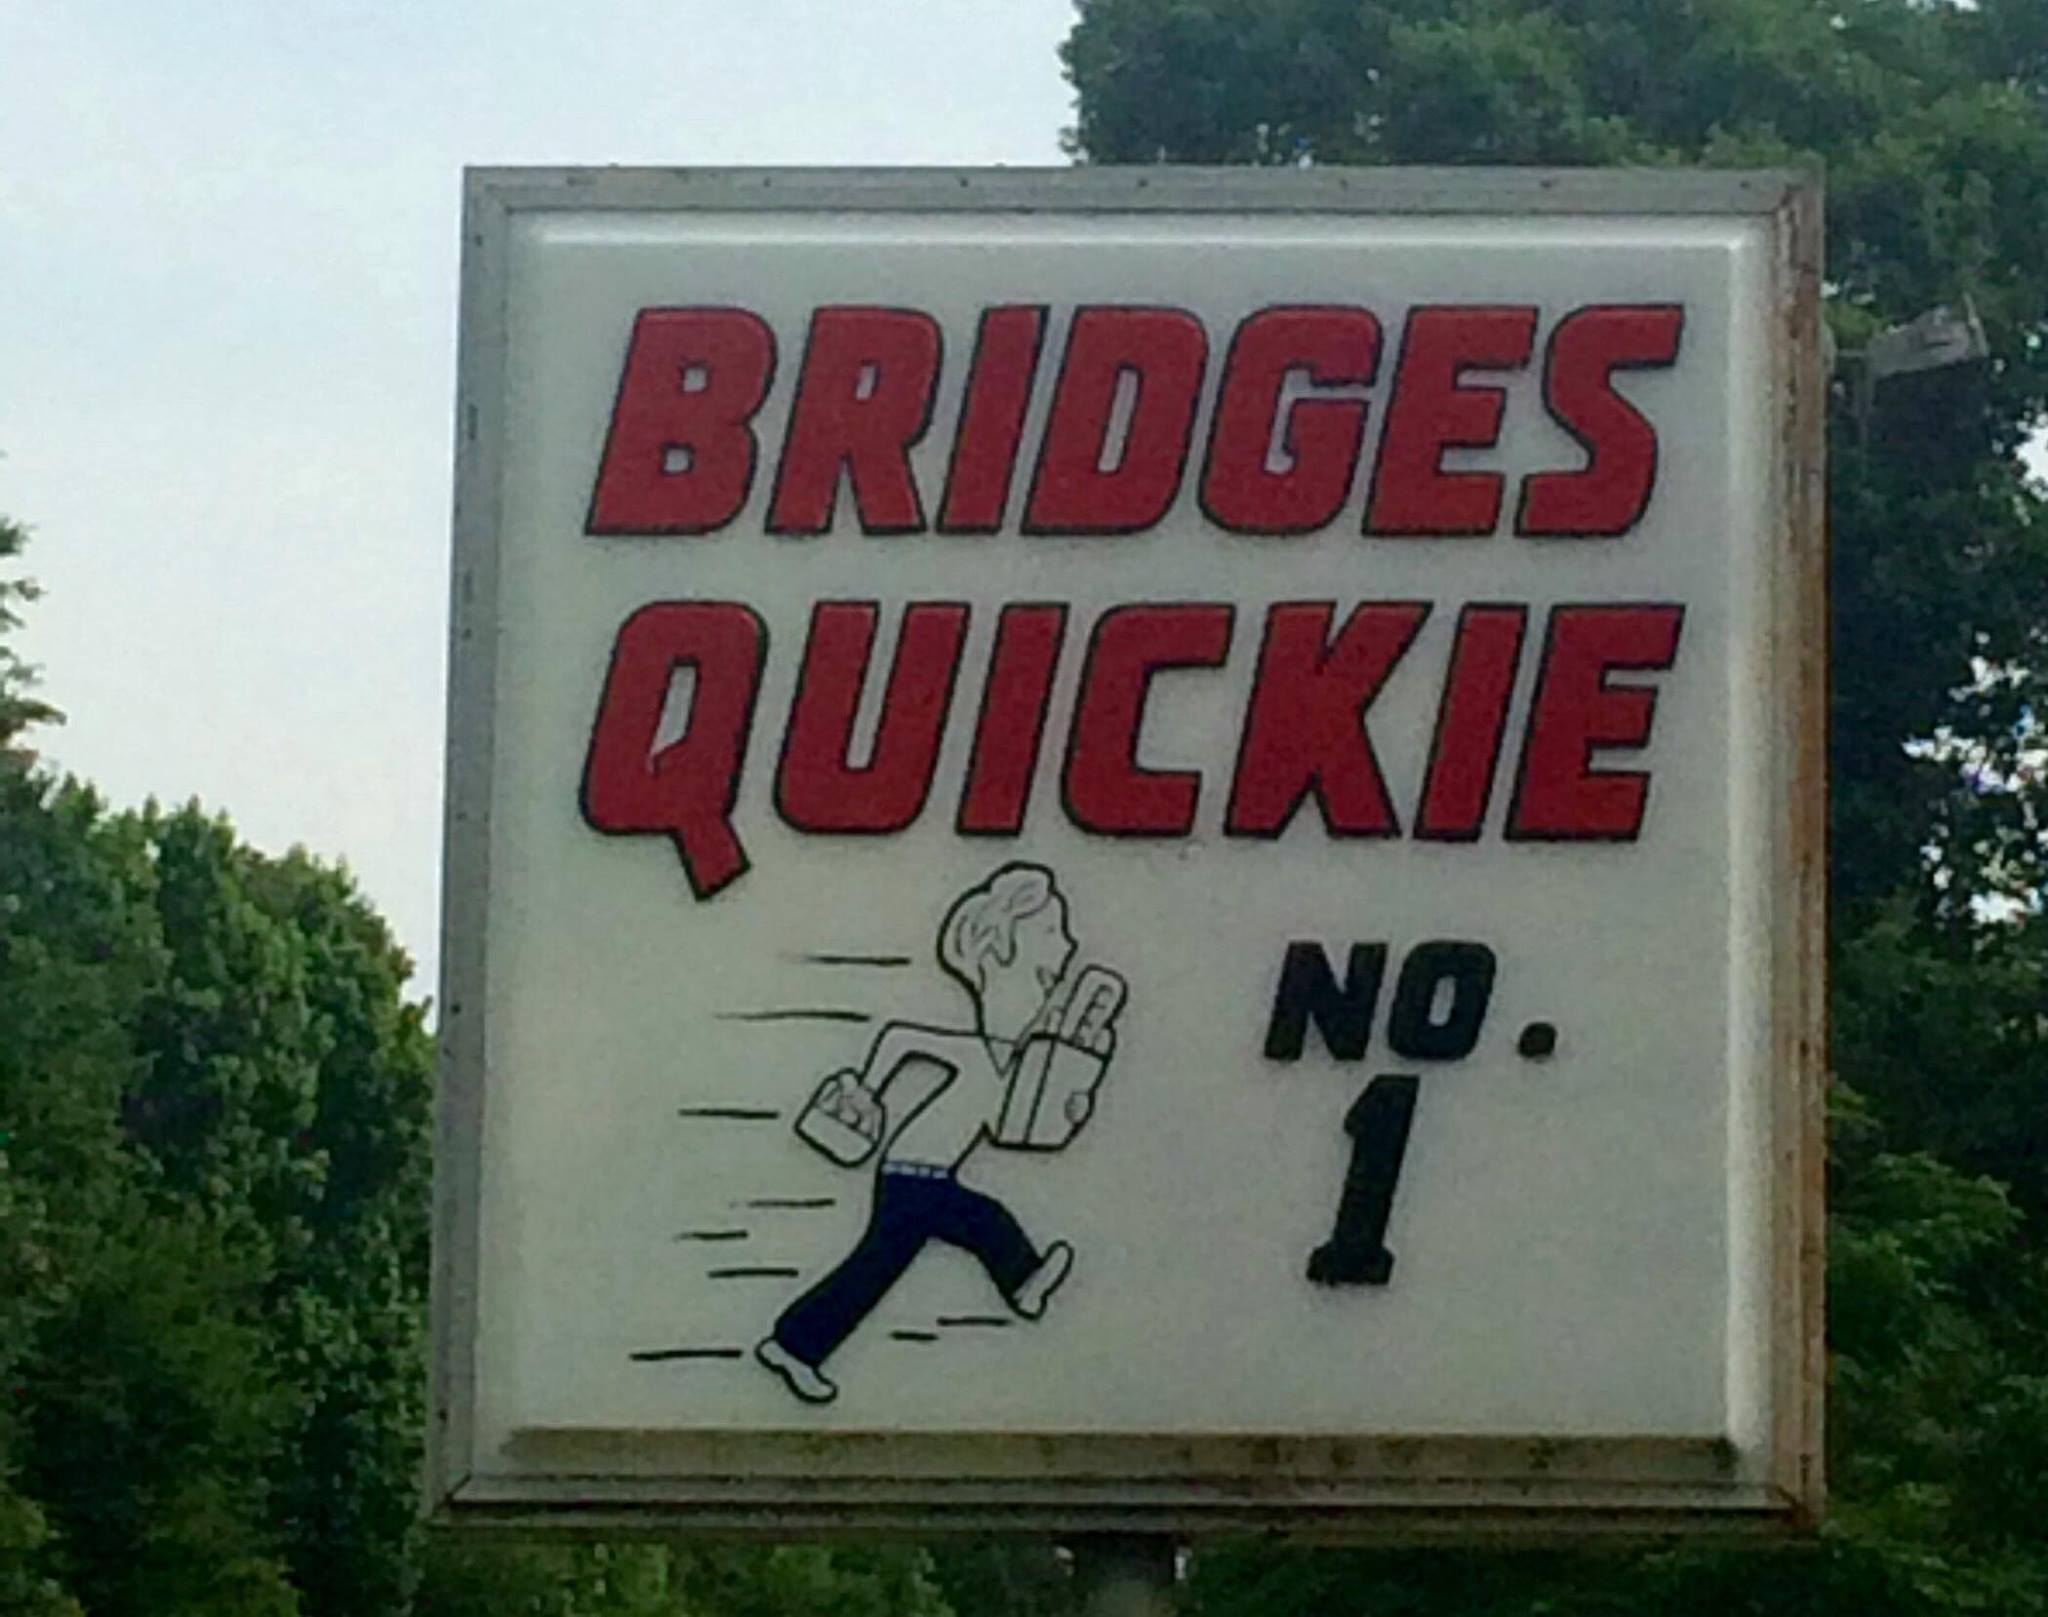 BRIDGES
QUICKIE
NO.
1